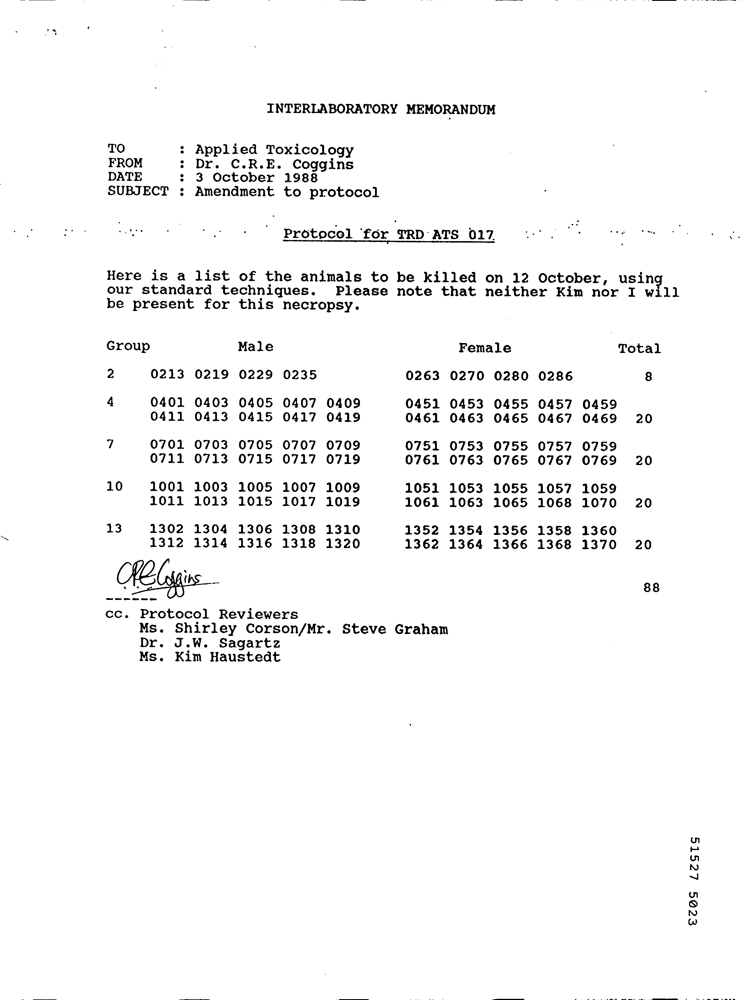 INTERLABORATORY MEMORANDUM
TO : Applied Toxicology
FROM : Dr. C.R.E. Coggins
DATE : 3 October 1988
SUBJECT : Amendment to protocol
Protocol for TRD ATS 017
Here is a list of the animals to be killed on 12 October, using
our standard techniques. Please note that neither Kim nor I will
be present for this necropsy.
Group Male Female Total
2 0213 0219 0229 0235 0263 0270 0280 0286 8
4 0401 0403 0405 0407 0409 0451 0453 0455 0457 0459
0411 0413 0415 0417 0419 0461 0463 0465 0467 0469 20
7 0701 0703 0705 0707 0709 0751 0753 0755 0757 0759
0711 0713 0715 0717 0719 0761 0763 0765 0767 0769 20
10 1001 1003 1005 1007 1009 1051 1053 1055 1057 1059
1011 1013 1015 1017 1019 1061 1063 1065 1068 1070 20
13 1302 1304 1306 1308 1310 1352 1354 1356 1358 1360
1312 1314 1316 1318 1320 1362 1364 1366 1368 1370 20
CRE Coggins
88
------
cc. Protocol Reviewers
Ms. Shirley Corson/Mr. Steve Graham
Dr. J.W. Sagartz
Ms. Kim Haustedt
51527 5023